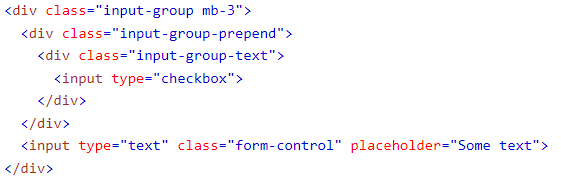 <div class="input-group mb-3">
  <div class="input-group-prepend">
    <div class="input-group-text">
      <input type="checkbox">
    </div>
  </div>
  <input type="text" class="form-control" placeholder="Some text">
</div>